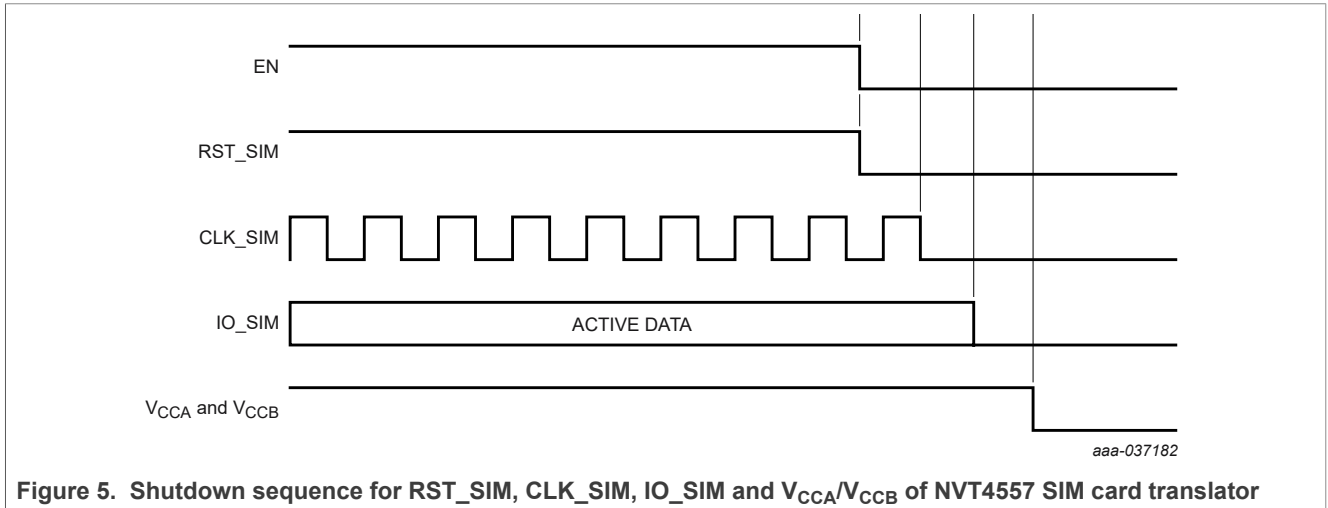 EN
RST_SIM
CLK_SIM
IO_SIM
ACTIVE DATA
VCCA and VCCB
aaa-037182
Figure 5. Shutdown sequence for RST_SIM, CLK_SIM, IO_SIM and VCCA/VCCB of NVT4557 SIM card translator